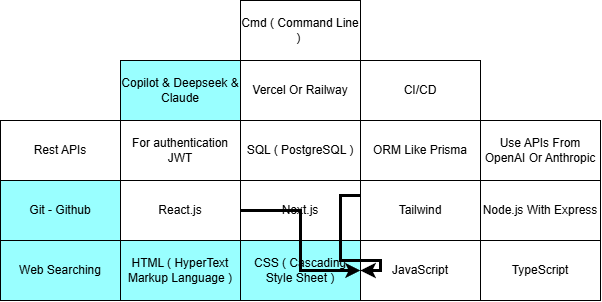 Cmd ( Command Line
)
Copilot & Deepseek &
Claude
Vercel Or Railway
CI/CD
Rest APIs
For authentication
JWT
SQL ( PostgreSQL )
ORM Like Prisma
Use APIs From
OpenAI Or Anthropic
Git - Github
React.js
Next.js
Tailwind
Node.js With Express
Web Searching
HTML ( HyperText
Markup Language )
CSS ( Cascading
Style Sheet )
JavaScript
TypeScript